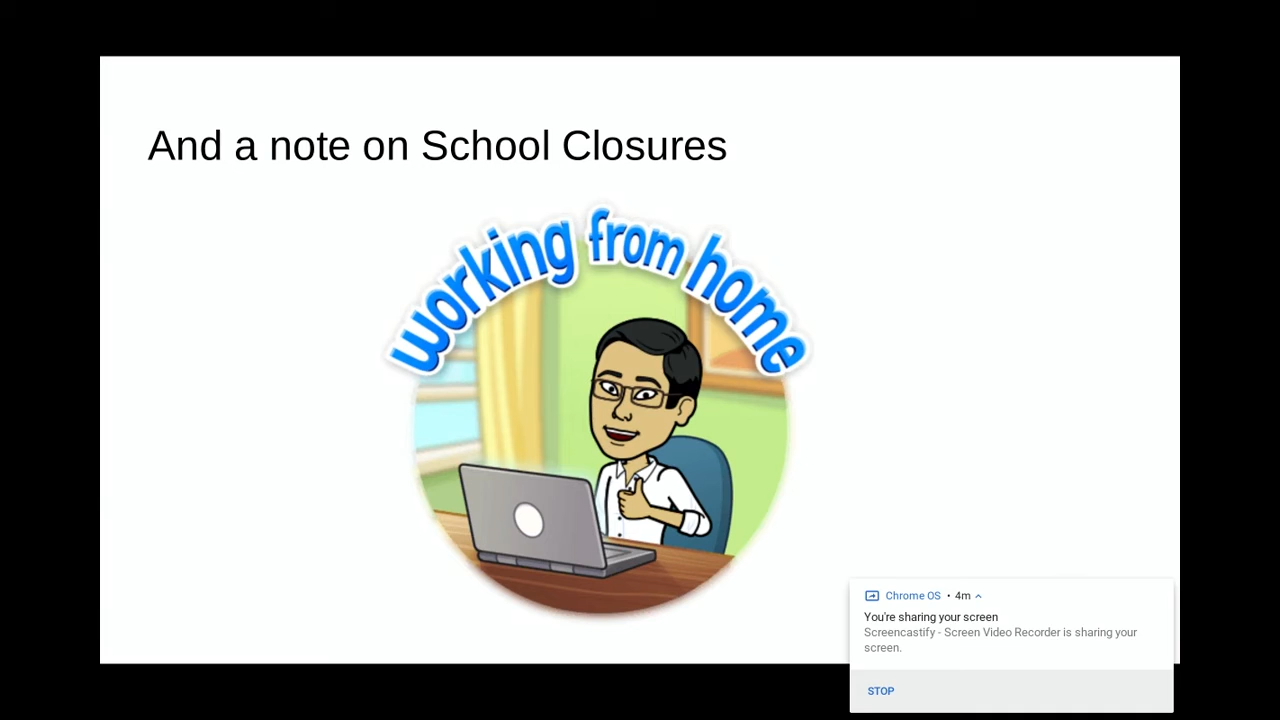 And a note on School Closures
working from home
Chrome OS • 4m
You're sharing your screen
Screencastify - Screen Video Recorder is sharing your
screen.
STOP